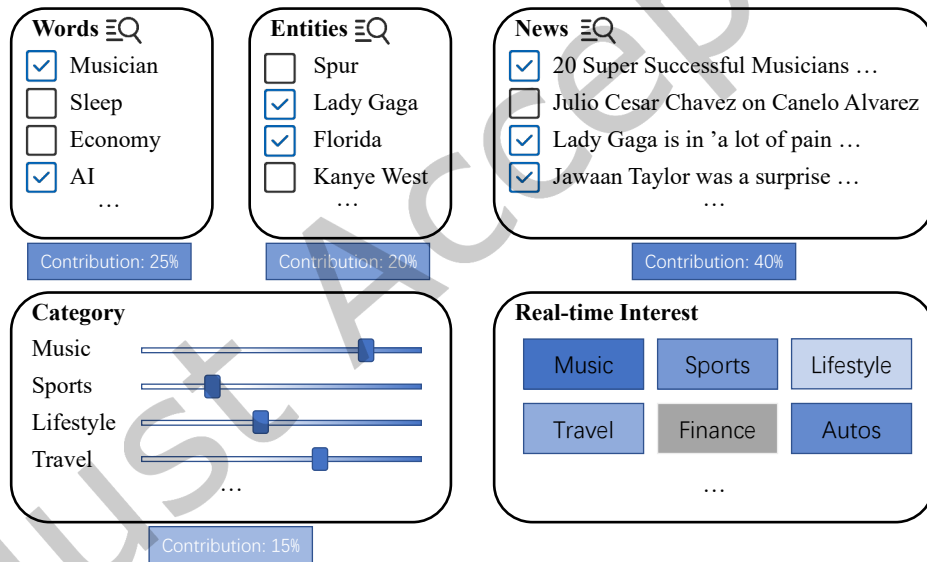 Words
Musician
Sleep
Economy
AI
…
Contribution: 25%
Entities
Spur
Lady Gaga
Florida
Kanye West
…
Contribution: 20%
News
20 Super Successful Musicians …
Julio Cesar Chavez on Canelo Alvarez
Lady Gaga is in ’a lot of pain …
Jawaan Taylor was a surprise …
…
Contribution: 40%
Category
Music
Sports
Lifestyle
Travel
…
Contribution: 15%
Real-time Interest
Music Sports Lifestyle
Travel Finance Autos
…
Just Accep